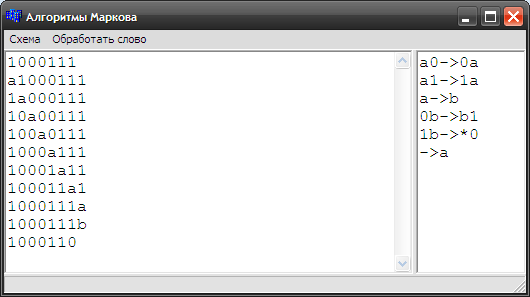 Алгоритмы Маркова
Схема Обработать слово
1000111
a1000111
1a000111
10a00111
100a0111
1000a111
10001a11
100011a1
1000111a
1000111b
1000110
a0->0a
a1->1a
a->b
0b->b1
1b->*0
->a